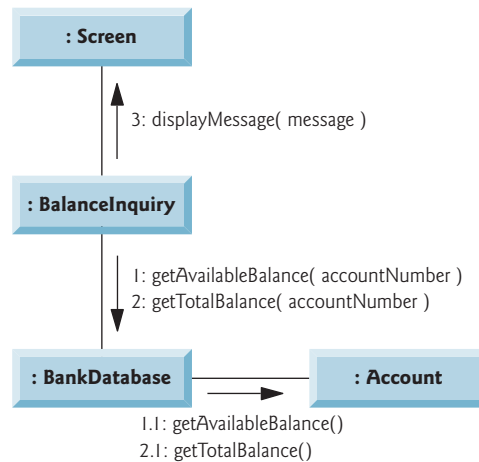 : Screen
3: displayMessage( message )
: BalanceInquiry
1: getAvailableBalance( accountNumber )
2: getTotalBalance( accountNumber )
: BankDatabase
: Account
1.1: getAvailableBalance()
2.1: getTotalBalance()